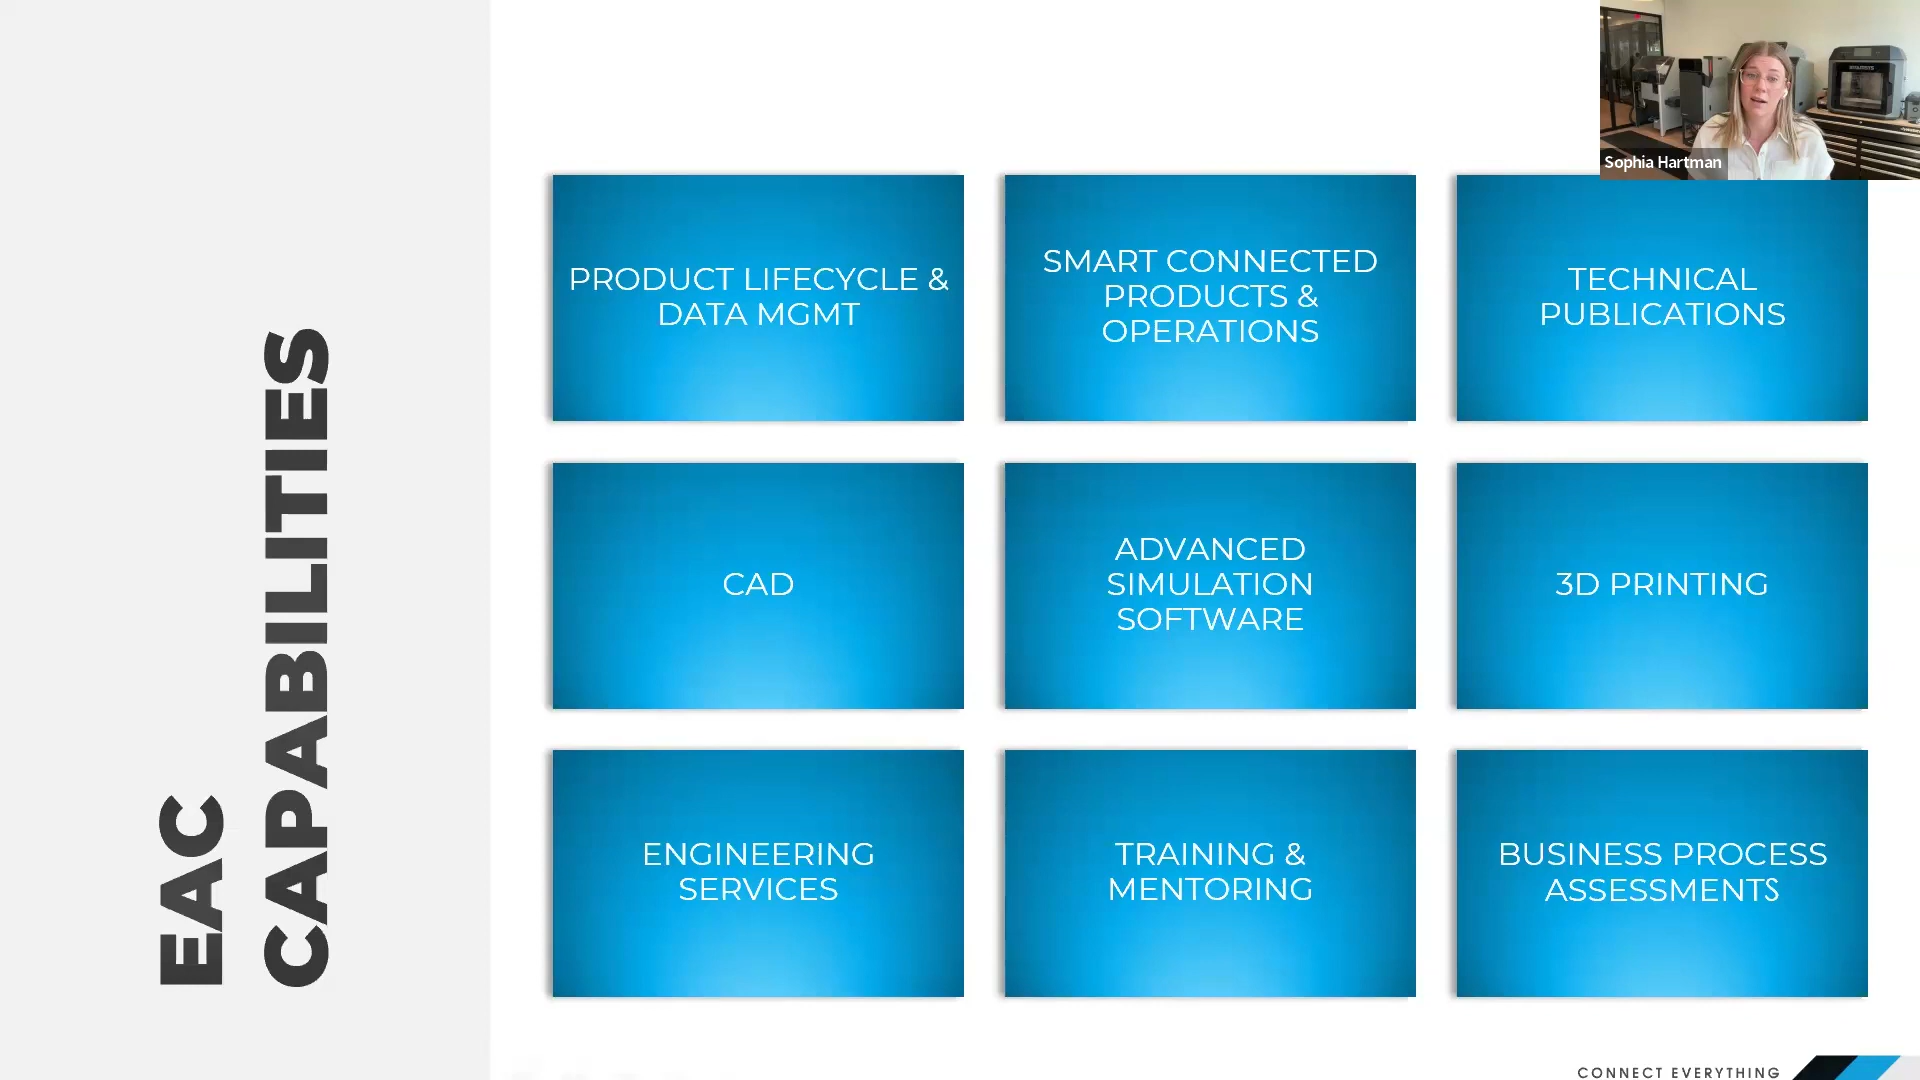 EAC
CAPABILITIES
Sophia Hartman
PRODUCT LIFECYCLE &
DATA MGMT
SMART CONNECTED
PRODUCTS &
OPERATIONS
TECHNICAL
PUBLICATIONS
CAD
ADVANCED
SIMULATION
SOFTWARE
3D PRINTING
ENGINEERING
SERVICES
TRAINING &
MENTORING
BUSINESS PROCESS
ASSESSMENTS
CONNECT EVERYTHING